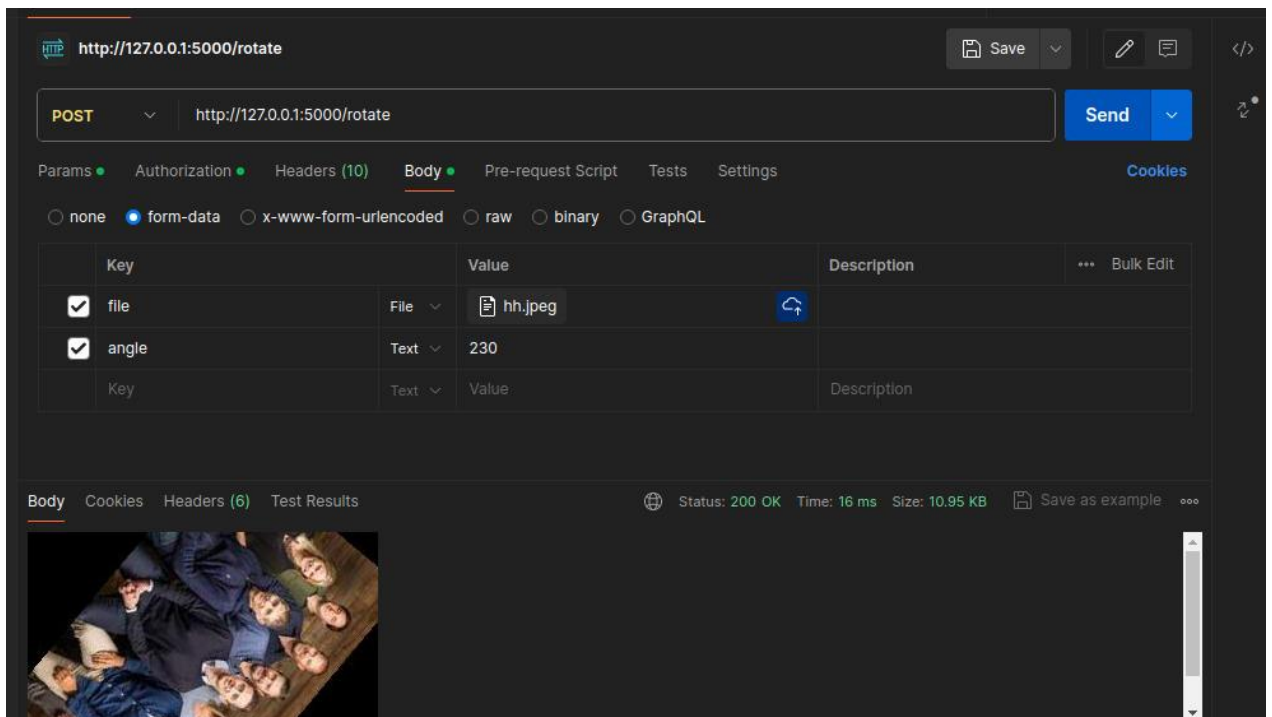 HTTP http://127.0.0.1:5000/rotate Save
POST http://127.0.0.1:5000/rotate Send
Params Authorization Headers (10) Body Pre-request Script Tests Settings Cookies
none form-data x-www-form-urlencoded raw binary GraphQL
Key Value Description ••• Bulk Edit
file File hh.jpeg
angle Text 230
Key Text Value Description
Body Cookies Headers (6) Test Results Status: 200 OK Time: 16 ms Size: 10.95 KB Save as example